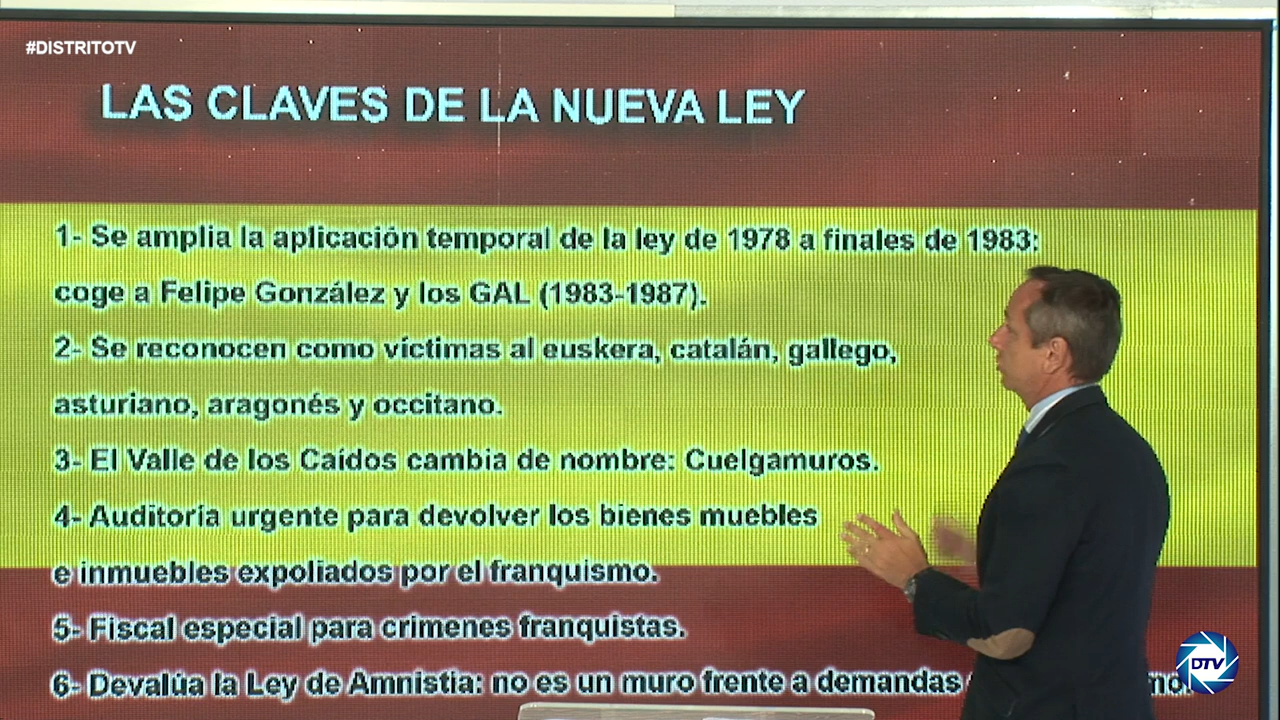 #DISTRITOTV
LAS CLAVES DE LA NUEVA LEY
1- Se amplia la aplicación temporal de la ley de 1978 a finales de 1983:
coge a Felipe González y los GAL (1983-1987).
2- Se reconocen como víctimas al euskera, catalán, gallego,
asturiano, aragonés y occitano.
3- El Valle de los Caídos cambia de nombre: Cuelgamuros.
4- Auditoría urgente para devolver los bienes muebles
e inmuebles expoliados por el franquismo.
5- Fiscal especial para crimenes franquistas.
6- Devalúa la Ley de Amnistia: no es un muro frente a demandas
DTV